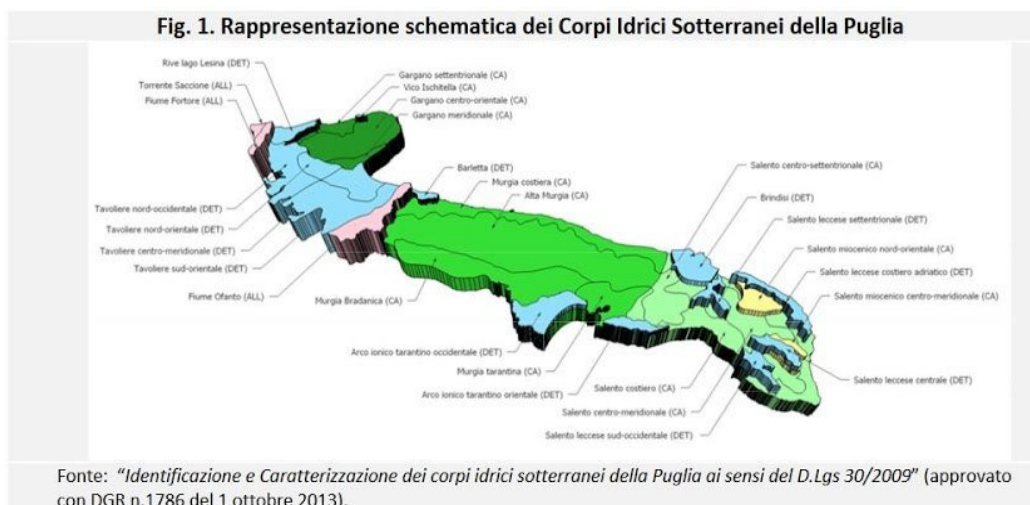 Fig. 1. Rappresentazione schematica dei Corpi Idrici Sotterranei della Puglia
Rive lago Lesina (DET)
Torrente Saccione (ALL)
Fiume Fortore (ALL)
Gargano settentrionale (CA)
Vico Ischitella (CA)
Gargano centro-orientale (CA)
Gargano meridionale (CA)
Barletta (DET)
Murgia costiera (CA)
Alta Murgia (CA)
Salento centro-settentrionale (CA)
Brindisi (DET)
Salento leccese settentrionale (DET)
Salento miocenico nord-orientale (CA)
Salento leccese costiero adriatico (DET)
Salento miocenico centro-meridionale (CA)
Tavoliere nord-occidentale (DET)
Tavoliere nord-orientale (DET)
Tavoliere centro-meridionale (DET)
Tavoliere sud-orientale (DET)
Fiume Ofanto (ALL)
Murgia Bradanica (CA)
Arco ionico tarantino occidentale (DET)
Murgia tarantina (CA)
Arco ionico tarantino orientale (DET)
Salento costiero (CA)
Salento centro-meridionale (CA)
Salento leccese sud-occidentale (DET)
Salento leccese centrale (DET)
Fonte: “Identificazione e Caratterizzazione dei corpi idrici sotterranei della Puglia ai sensi del D.Lgs 30/2009” (approvato
con DGR n.1786 del 1 ottobre 2013).